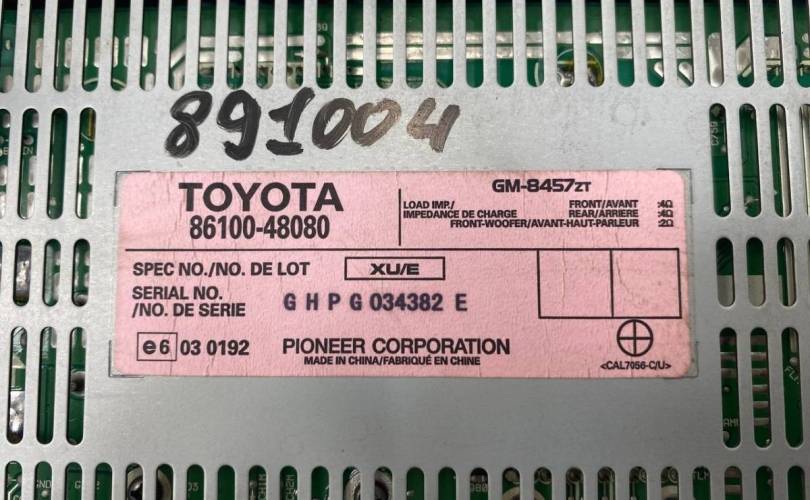 891004
TOYOTA
86100-48080
GM-8457ZT
LOAD IMP./ FRONT/AVANT :4Ω
IMPEDANCE DE CHARGE REAR/ARRIERE :4Ω
FRONT-WOOFER/AVANT-HAUT-PARLEUR :2Ω
SPEC NO./NO. DE LOT XU/E
SERIAL NO.
/NO. DE SERIE G H P G 034382 E
e6 03 0192 PIONEER CORPORATION
MADE IN CHINA/FABRIQUÉ EN CHINE
<CAL7056-C/U>